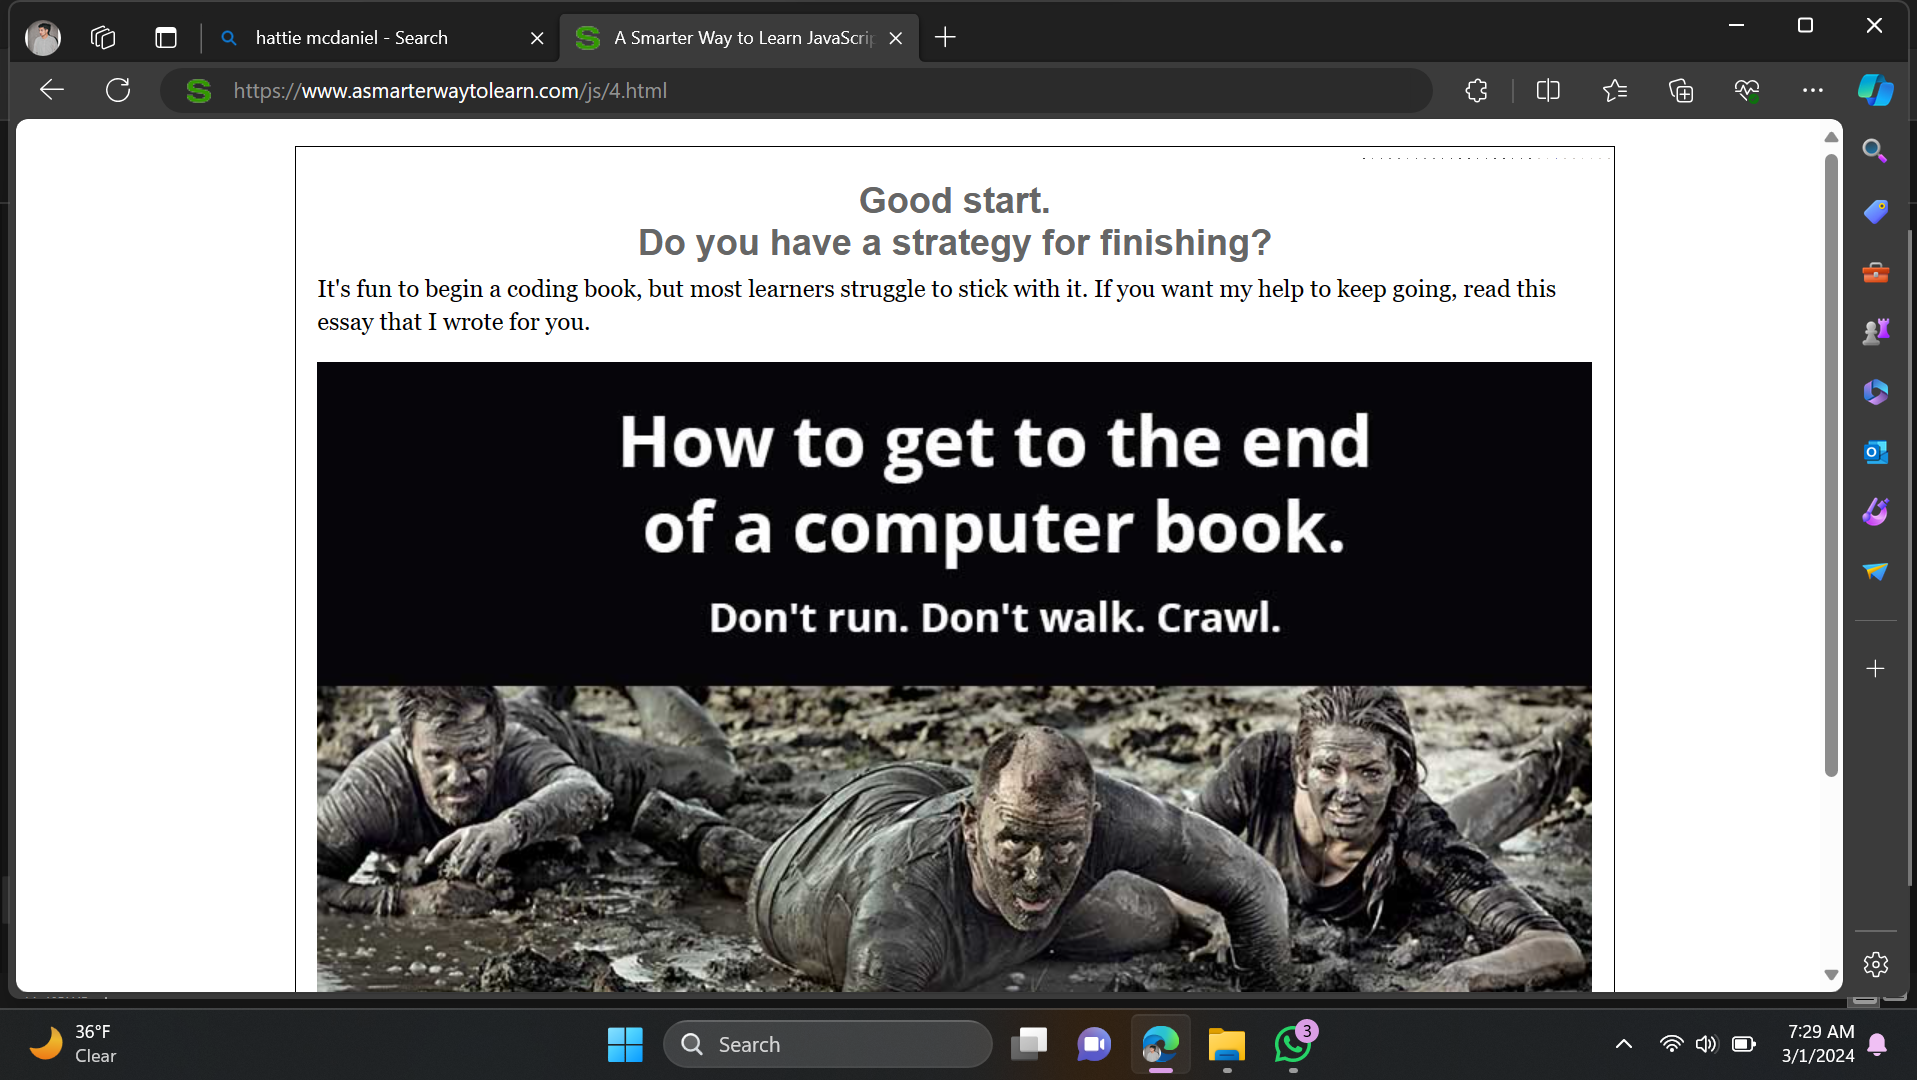 hattie mcdaniel - Search
A Smarter Way to Learn JavaScrip
https://www.asmarterwaytolearn.com/js/4.html
Good start.
Do you have a strategy for finishing?
It's fun to begin a coding book, but most learners struggle to stick with it. If you want my help to keep going, read this
essay that I wrote for you.
How to get to the end
of a computer book.
Don't run. Don't walk. Crawl.
36°F
Clear
Search
3
7:29 AM
3/1/2024